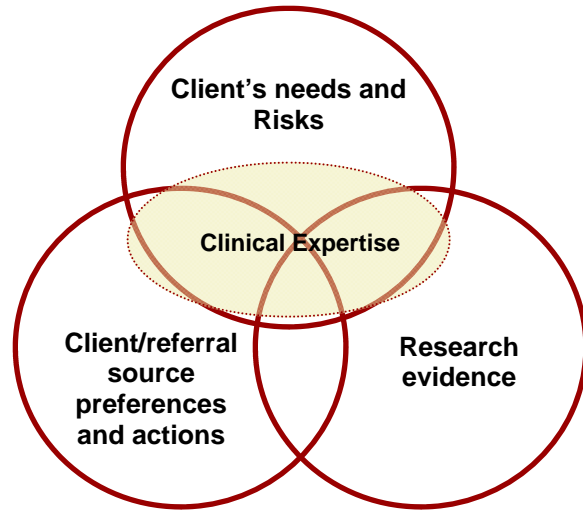 Client’s needs and
Risks
Clinical Expertise
Client/referral
source
preferences
and actions
Research
evidence